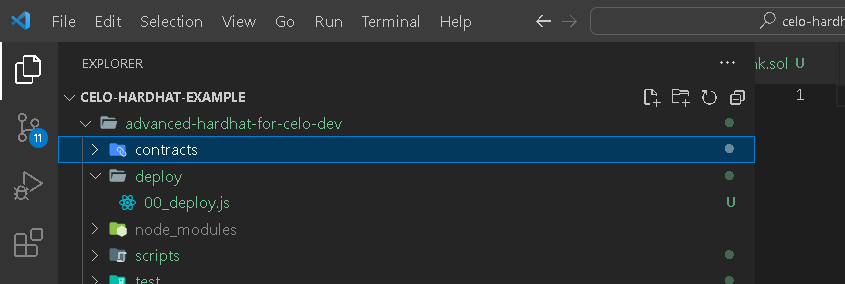 File Edit Selection View Go Run Terminal Help celo-hardh
EXPLORER ... nk.sol U
CELO-HARDHAT-EXAMPLE 1
advanced-hardhat-for-celo-dev
11
contracts
deploy
00_deploy.js U
node_modules
scripts
test